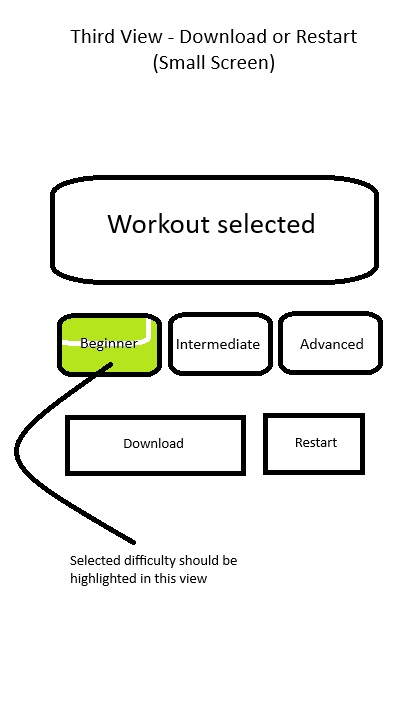 Third View - Download or Restart
(Small Screen)
Workout selected
Beginner
Intermediate
Advanced
Download
Restart
Selected difficulty should be
highlighted in this view